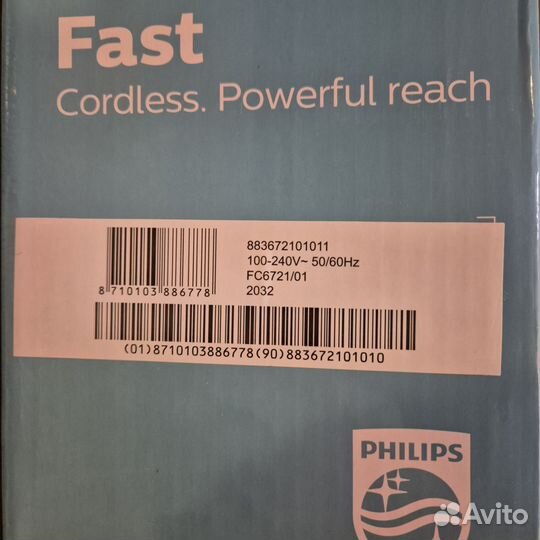 Fast
Cordless. Powerful reach
883672101011
100-240V~ 50/60Hz
FC6721/01
2032
8 710103 886778
(01)8710103886778(90)883672101010
PHILIPS
Avito